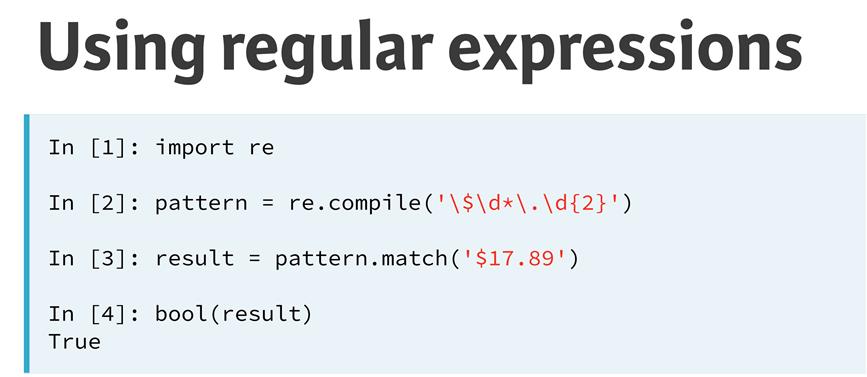 Using regular expressions
In [1]: import re
In [2]: pattern = re.compile('\$\d*\.\d{2}')
In [3]: result = pattern.match('$17.89')
In [4]: bool(result)
True